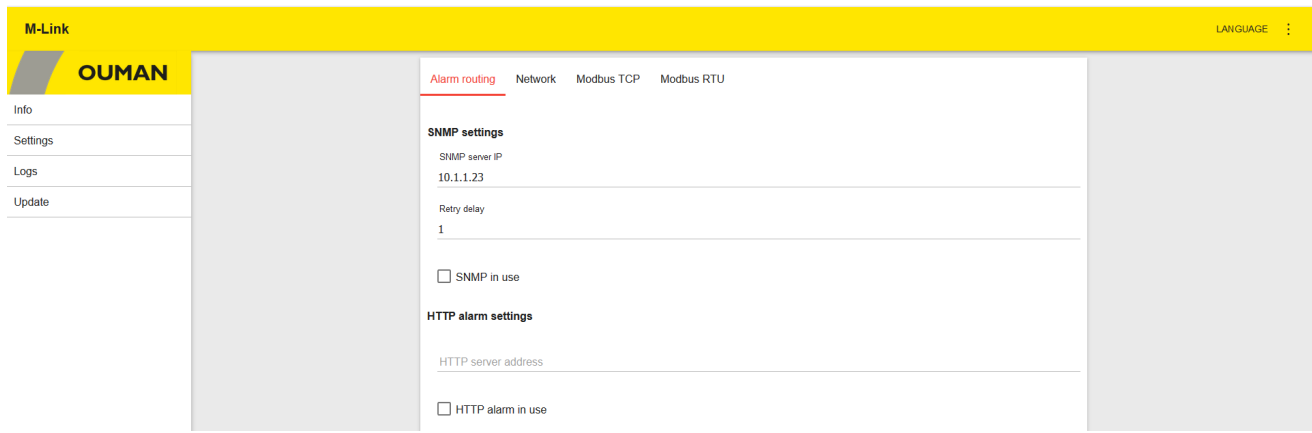 M-Link
LANGUAGE
OUMAN
Info
Settings
Logs
Update
Alarm routing Network Modbus TCP Modbus RTU
SNMP settings
SNMP server IP
10.1.1.23
Retry delay
1
SNMP in use
HTTP alarm settings
HTTP server address
HTTP alarm in use